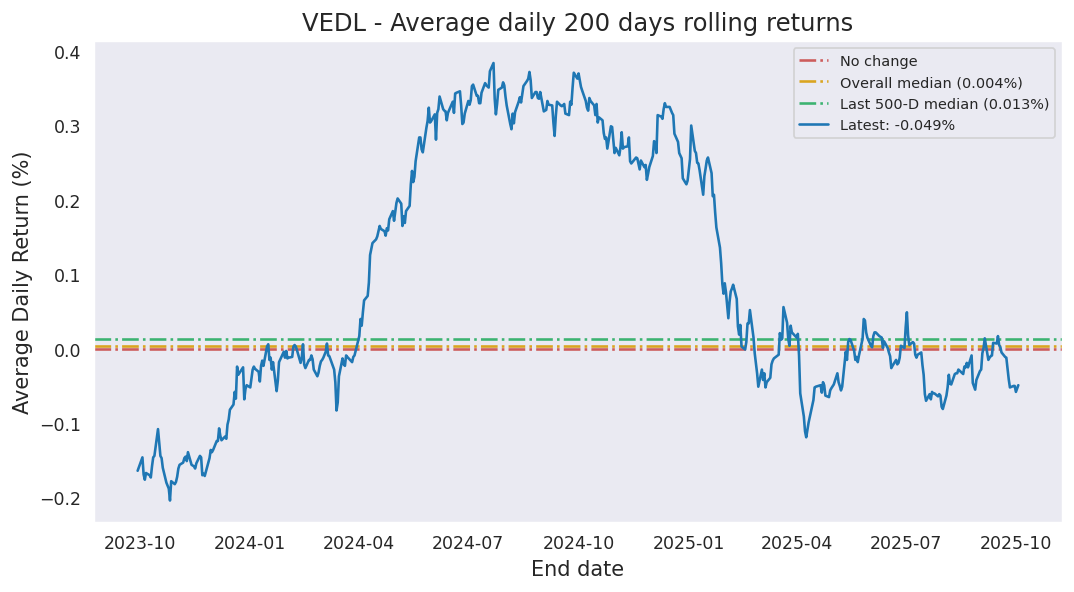 VEDL - Average daily 200 days rolling returns
Average Daily Return (%)
0.4
0.3
0.2
0.1
0.0
−0.1
−0.2
No change
Overall median (0.004%)
Last 500-D median (0.013%)
Latest: -0.049%
2023-10
2024-01
2024-04
2024-07
2024-10
2025-01
2025-04
2025-07
2025-10
End date